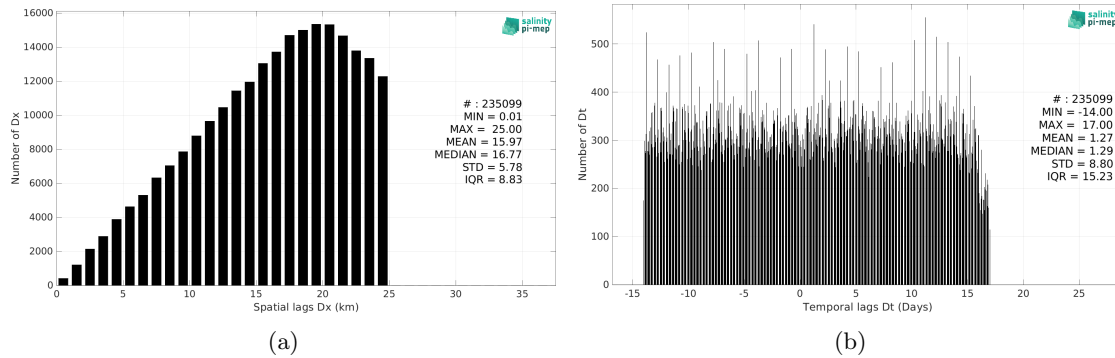 salinity
pi-mep
Number of Dx
16000
14000
12000
10000
8000
6000
4000
2000
0
# : 235099
MIN = 0.01
MAX = 25.00
MEAN = 15.97
MEDIAN = 16.77
STD = 5.78
IQR = 8.83
0 5 10 15 20 25 30 35
Spatial lags Dx (km)
(a)
salinity
pi-mep
Number of Dt
500
400
300
200
100
0
# : 235099
MIN = -14.00
MAX = 17.00
MEAN = 1.27
MEDIAN = 1.29
STD = 8.80
IQR = 15.23
-15 -10 -5 0 5 10 15 20 25
Temporal lags Dt (Days)
(b)